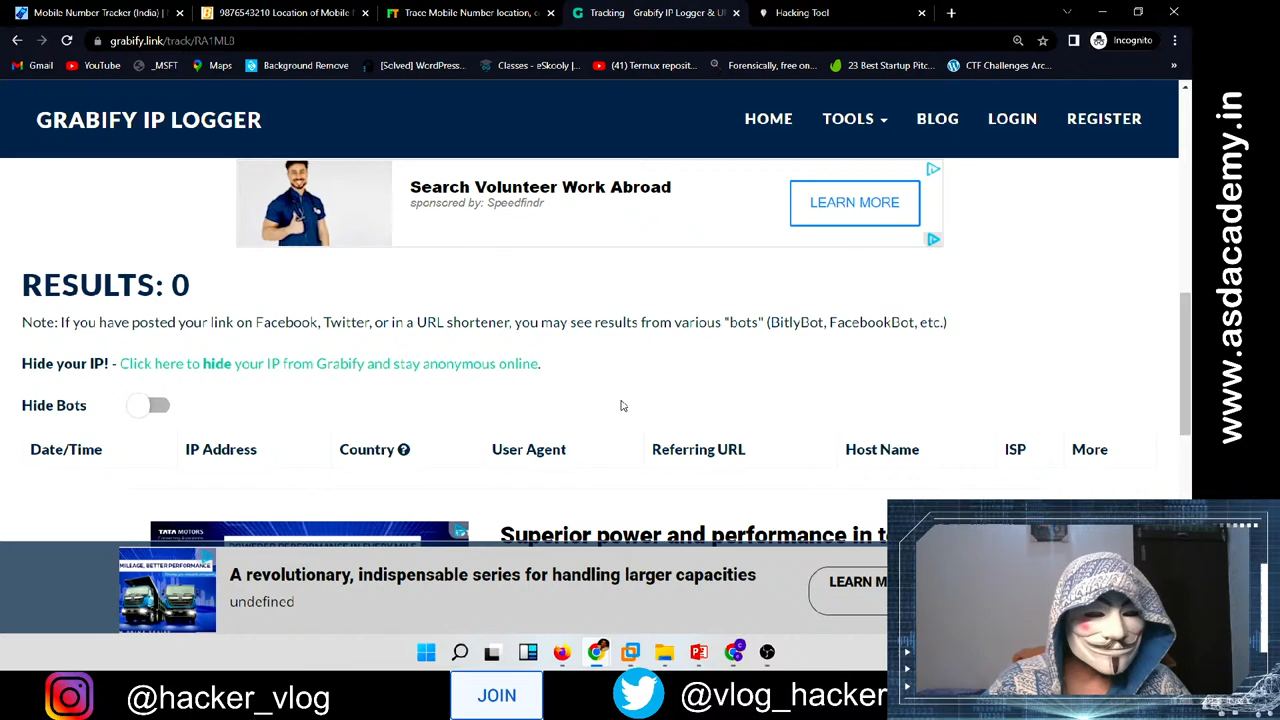 Mobile Number Tracker (India) |
9876543210 Location of Mobile
Trace Mobile Number location, c
Tracking - Grabify IP Logger & U
Hacking Tool
grabify.link/track/RA1ML8
Incognito
Gmail
YouTube
_MSFT
Maps
Background Remove
[Solved] WordPress...
Classes - eSkooly |...
(41) Termux reposit...
Forensically, free on...
23 Best Startup Pitc...
CTF Challenges Arc...
»
GRABIFY IP LOGGER
HOME
TOOLS
BLOG
LOGIN
REGISTER
Search Volunteer Work Abroad
sponsored by: Speedfindr
LEARN MORE
RESULTS: 0
Note: If you have posted your link on Facebook, Twitter, or in a URL shortener, you may see results from various "bots" (BitlyBot, FacebookBot, etc.)
Hide your IP! - Click here to hide your IP from Grabify and stay anonymous online.
Hide Bots
Date/Time
IP Address
Country
User Agent
Referring URL
Host Name
ISP
More
TATA MOTORS
Superior power and performance in t
MILEAGE, BETTER PERFORMANCE
A revolutionary, indispensable series for handling larger capacities
undefined
LEARN M
@hacker_vlog
JOIN
@vlog_hacker
www.asdacademy.in